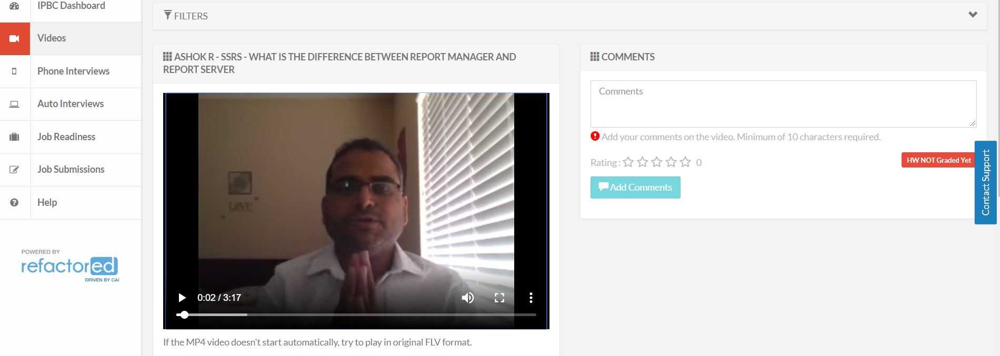 IPBC Dashboard
Videos
Phone Interviews
Auto Interviews
Job Readiness
Job Submissions
Help
POWERED BY
refactored
DRIVEN BY CAI
FILTERS
ASHOK R - SSRS - WHAT IS THE DIFFERENCE BETWEEN REPORT MANAGER AND
REPORT SERVER
LOVE
0:02 / 3:17
If the MP4 video doesn't start automatically, try to play in original FLV format.
COMMENTS
Comments
Add your comments on the video. Minimum of 10 characters required.
Rating : 0
HW NOT Graded Yet
Add Comments
Contact Support